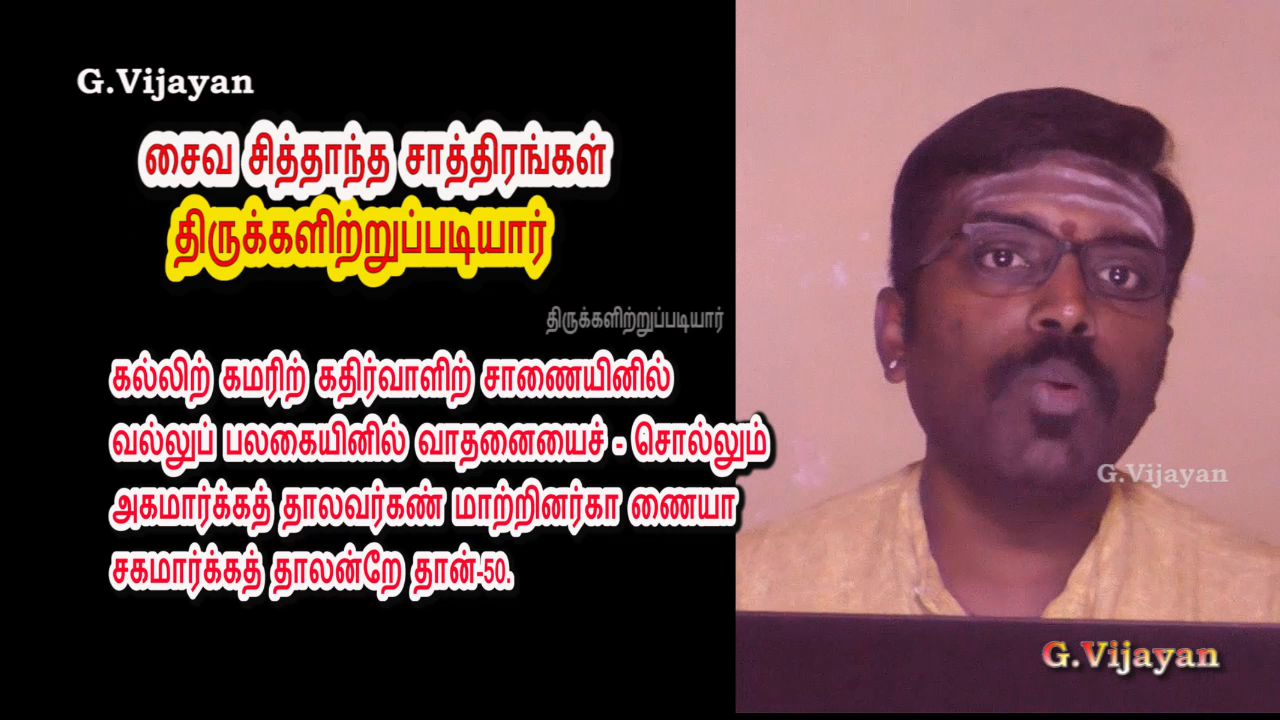 G.Vijayan
சைவ சித்தாந்த சாத்திரங்கள்
திருக்களிற்றுப்படியார்
திருக்களிற்றுப்படியார்
கல்லிற் கமரிற் கதிர்வாளிற் சாணையினில்
வல்லுப் பலகையினில் வாதனையைச் - சொல்லும்
அகமார்க்கத் தாலவர்கண் மாற்றினர்கா ணையா
சகமார்க்கத் தாலன்றே தான்-50.
G.Vijayan
G.Vijayan